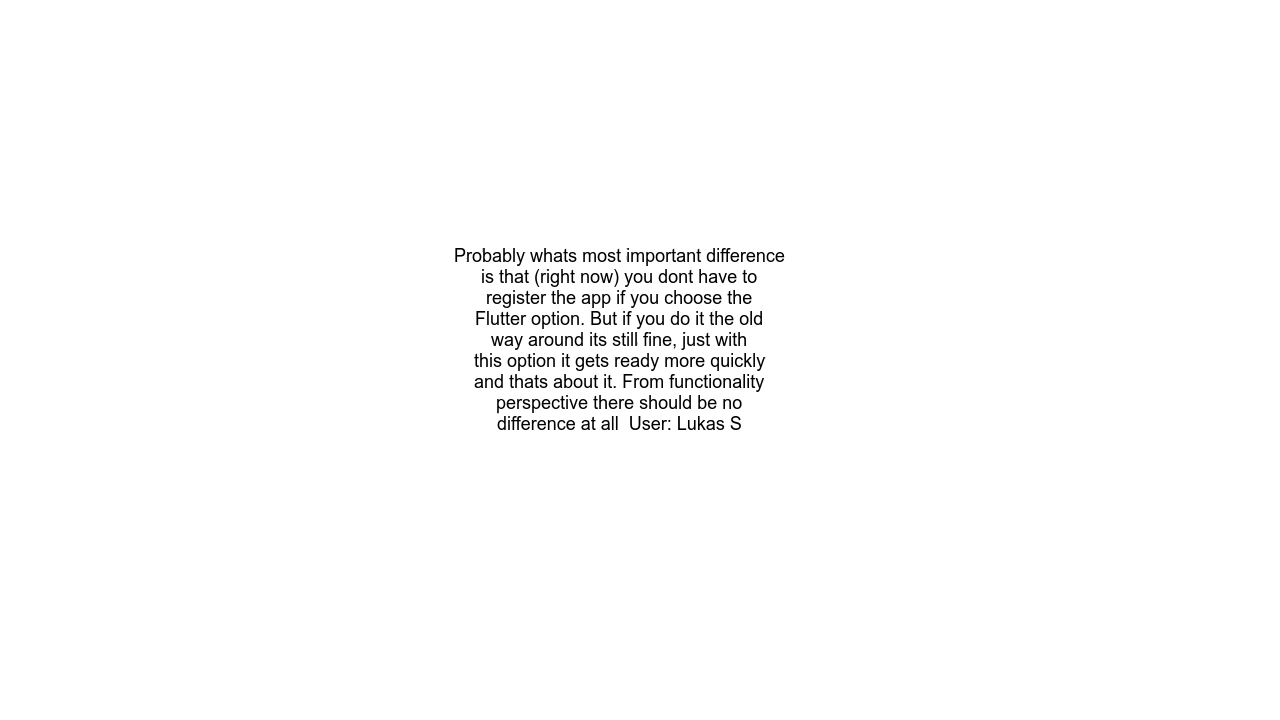 Probably whats most important difference
is that (right now) you dont have to
register the app if you choose the
Flutter option. But if you do it the old
way around its still fine, just with
this option it gets ready more quickly
and thats about it. From functionality
perspective there should be no
difference at all  User: Lukas S